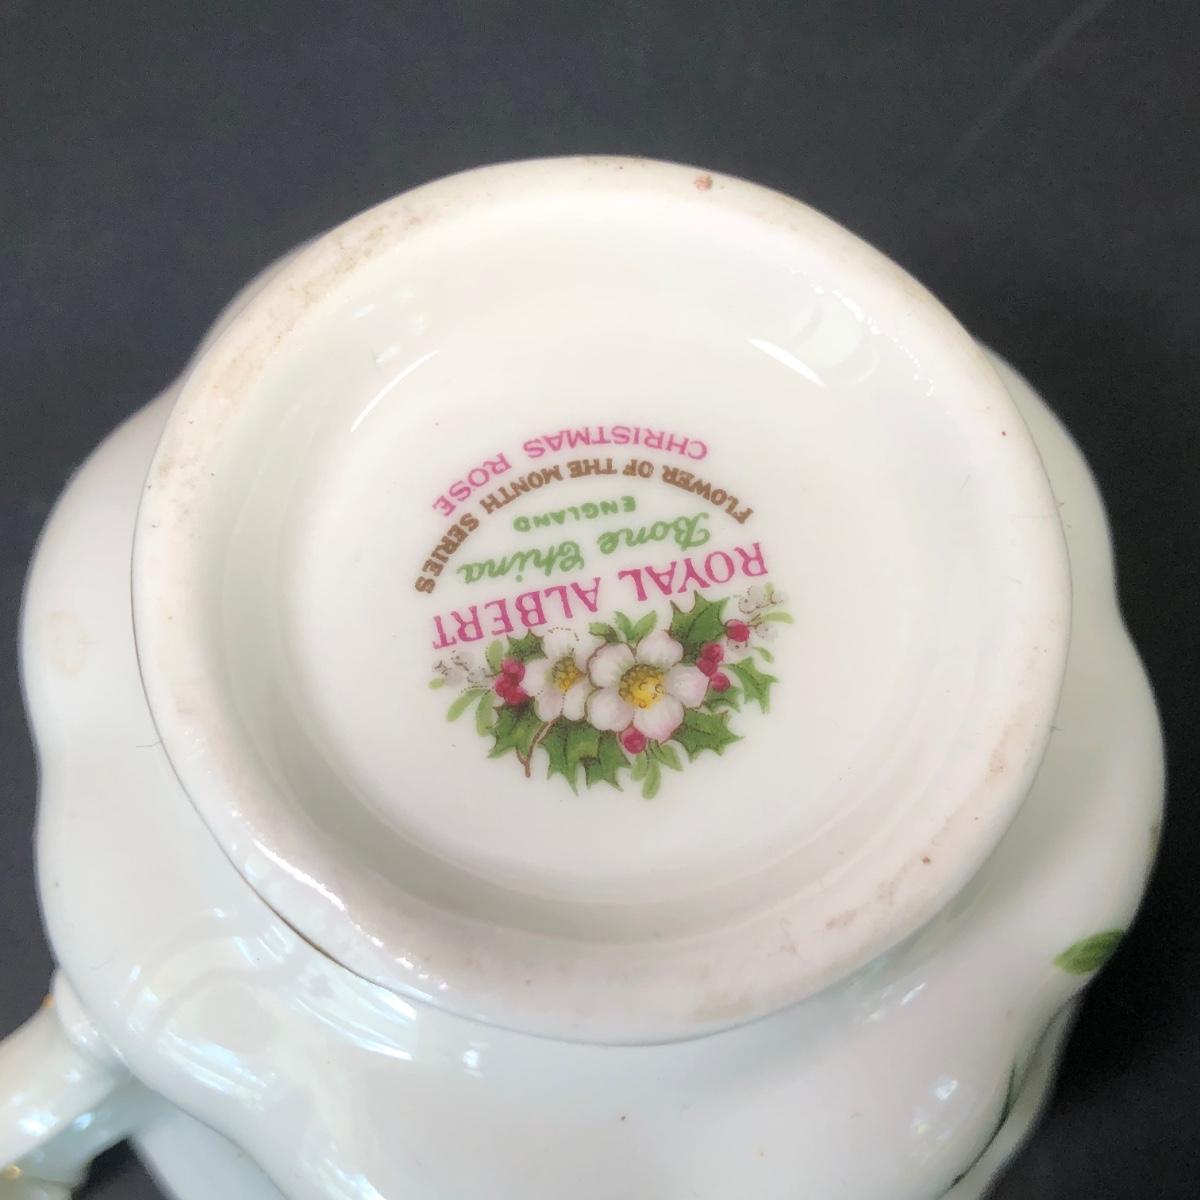 ROYAL ALBERT
Bone China
ENGLAND
FLOWER OF THE MONTH SERIES
CHRISTMAS ROSE